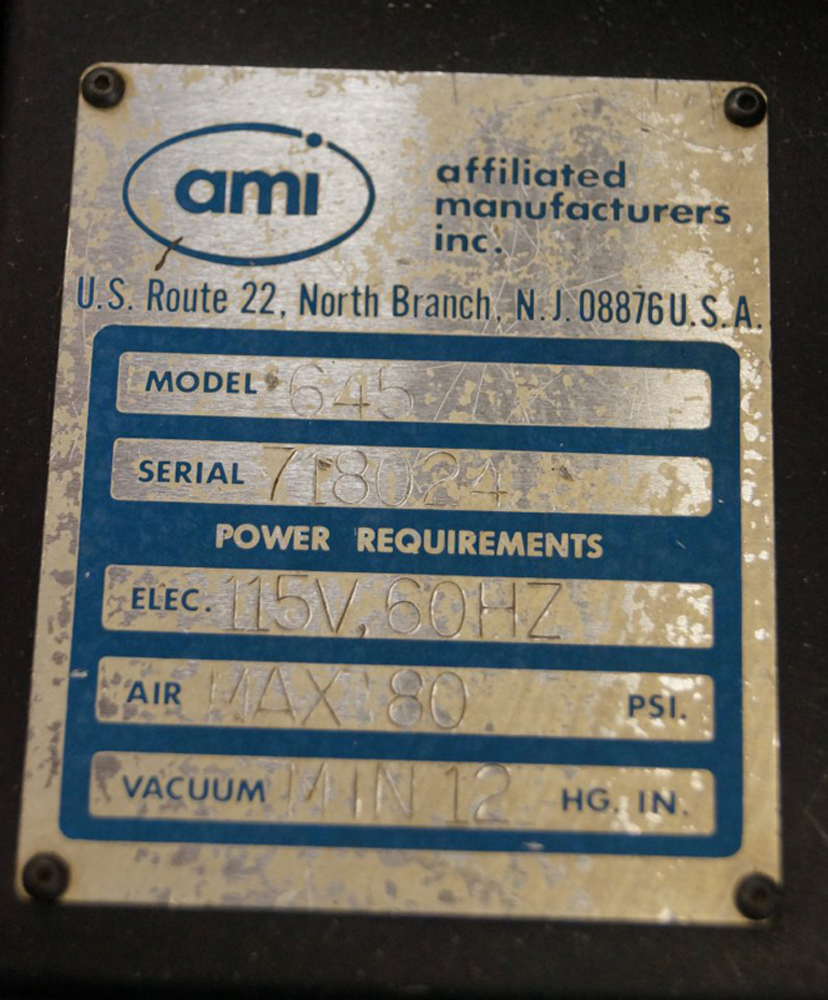 ami
affiliated
manufacturers
inc.
U.S. Route 22, North Branch, N.J. 08876 U.S.A.
MODEL 645
SERIAL 718024
POWER REQUIREMENTS
ELEC. 115V, 60HZ
AIR MAX 80 PSI.
VACUUM MIN 12 HG. IN.